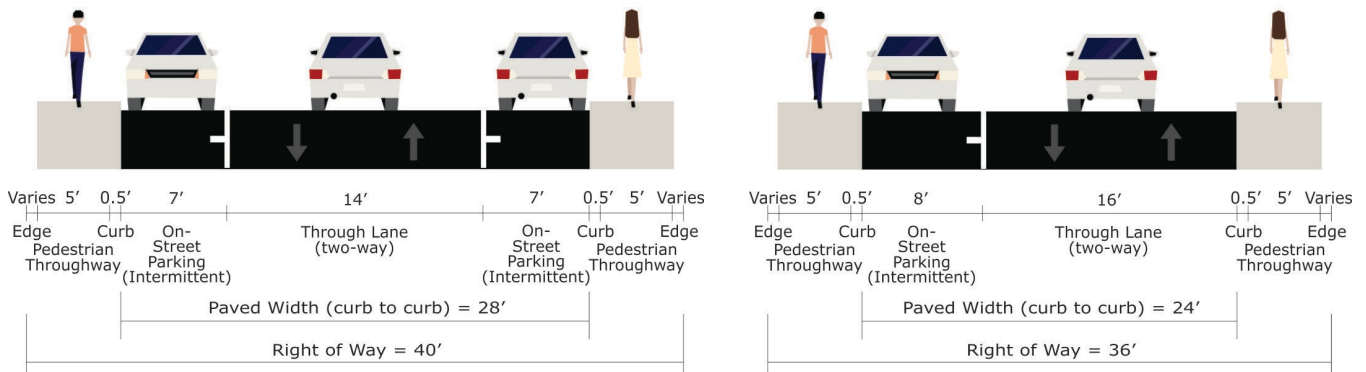 Varies 5′ 0.5′ 7′ 14′ 7′ 0.5′ 5′ Varies
Edge Pedestrian Throughway Curb On-Street Parking (Intermittent) Through Lane (two-way) On-Street Parking (Intermittent) Curb Pedestrian Throughway Edge
Paved Width (curb to curb) = 28′
Right of Way = 40′
Varies 5′ 0.5′ 8′ 16′ 0.5′ 5′ Varies
Edge Pedestrian Throughway Curb On-Street Parking (Intermittent) Through Lane (two-way) Curb Pedestrian Throughway Edge
Paved Width (curb to curb) = 24′
Right of Way = 36′